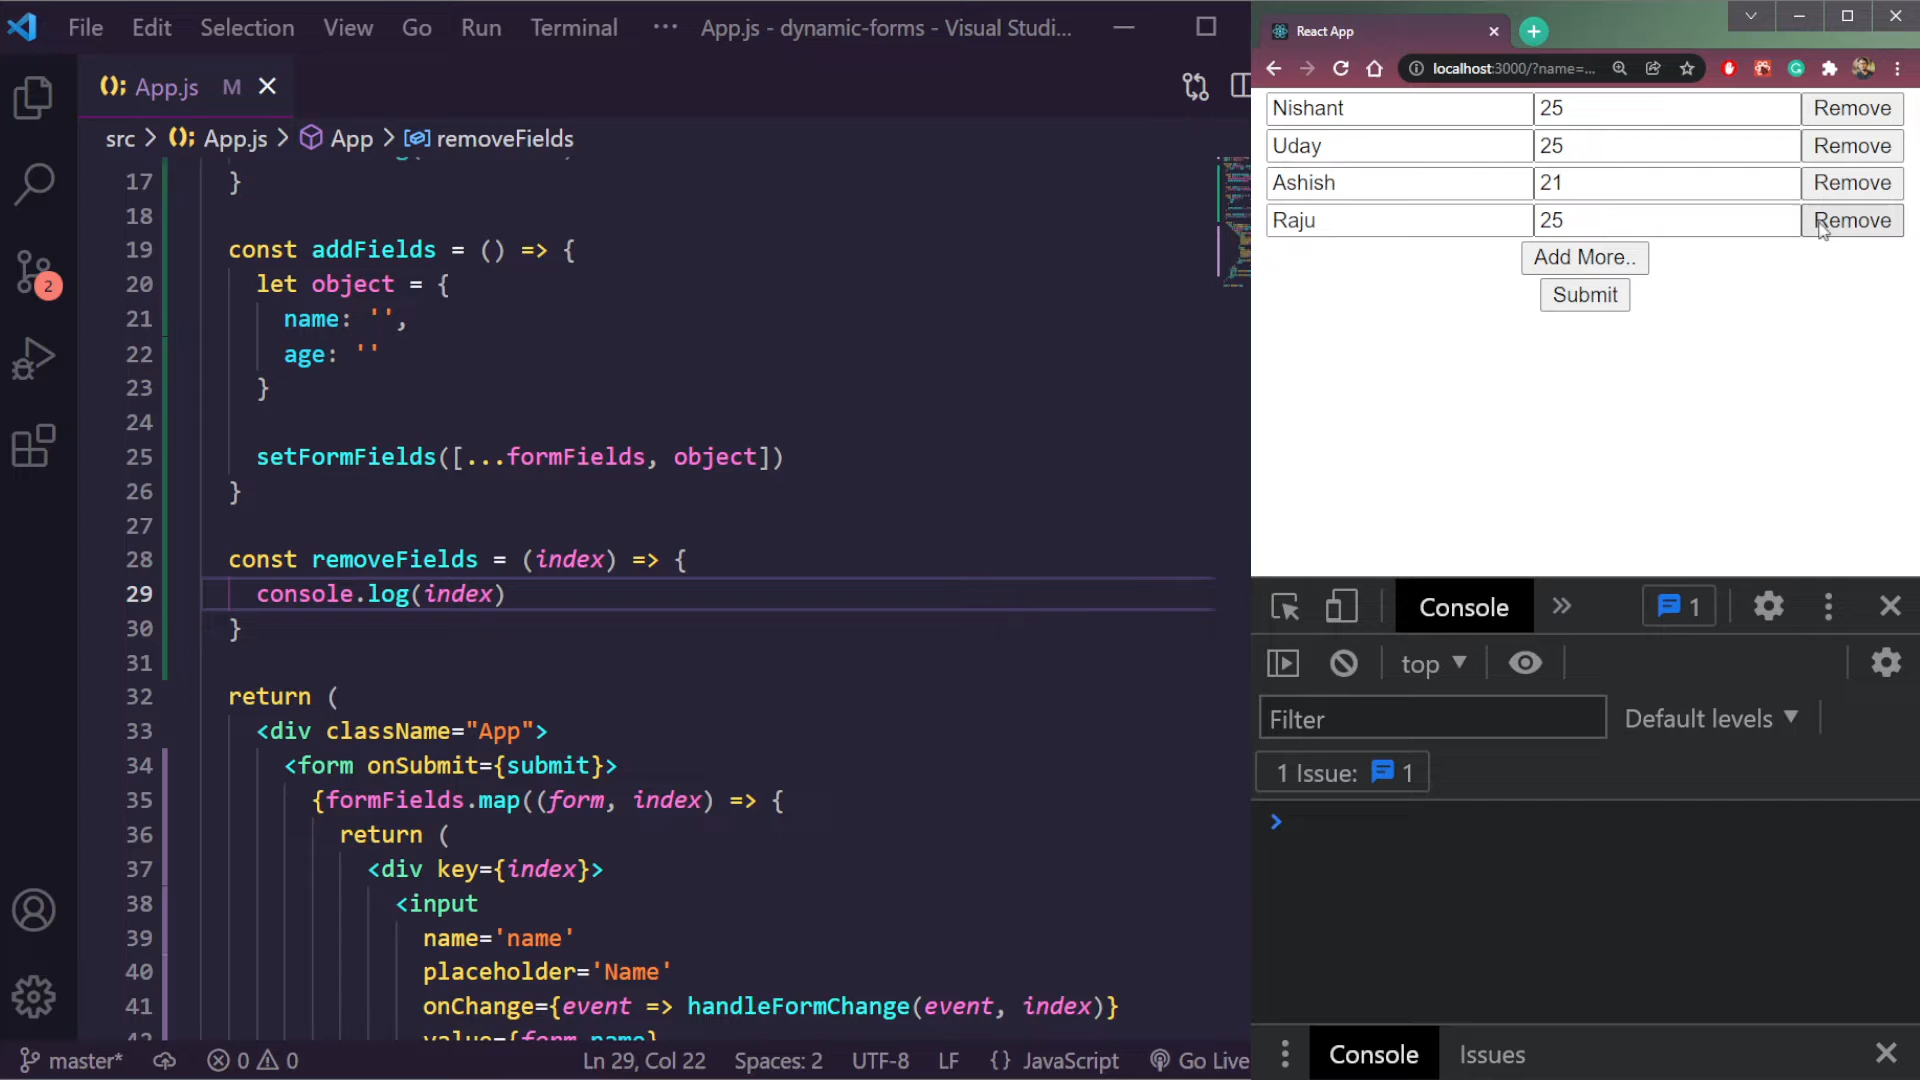 File Edit Selection View Go Run Terminal ··· App.js - dynamic-forms - Visual Studi...
App.js M
src > App.js > App > removeFields
17 }
18
19 const addFields = () => {
20 let object = {
21 name: '',
22 age: ''
23 }
24
25 setFormFields([...formFields, object])
26 }
27
28 const removeFields = (index) => {
29 console.log(index)
30 }
31
32 return (
33 <div className="App">
34 <form onSubmit={submit}>
35 {formFields.map((form, index) => {
36 return (
37 <div key={index}>
38 <input
39 name='name'
40 placeholder='Name'
41 onChange={event => handleFormChange(event, index)}
2
master* 0 0 Ln 29, Col 22 Spaces: 2 UTF-8 LF {} JavaScript Go Live
React App
localhost:3000/?name=...
Nishant 25 Remove
Uday 25 Remove
Ashish 21 Remove
Raju 25 Remove
Add More..
Submit
Console 1
top
Filter Default levels
1 Issue: 1
Console Issues